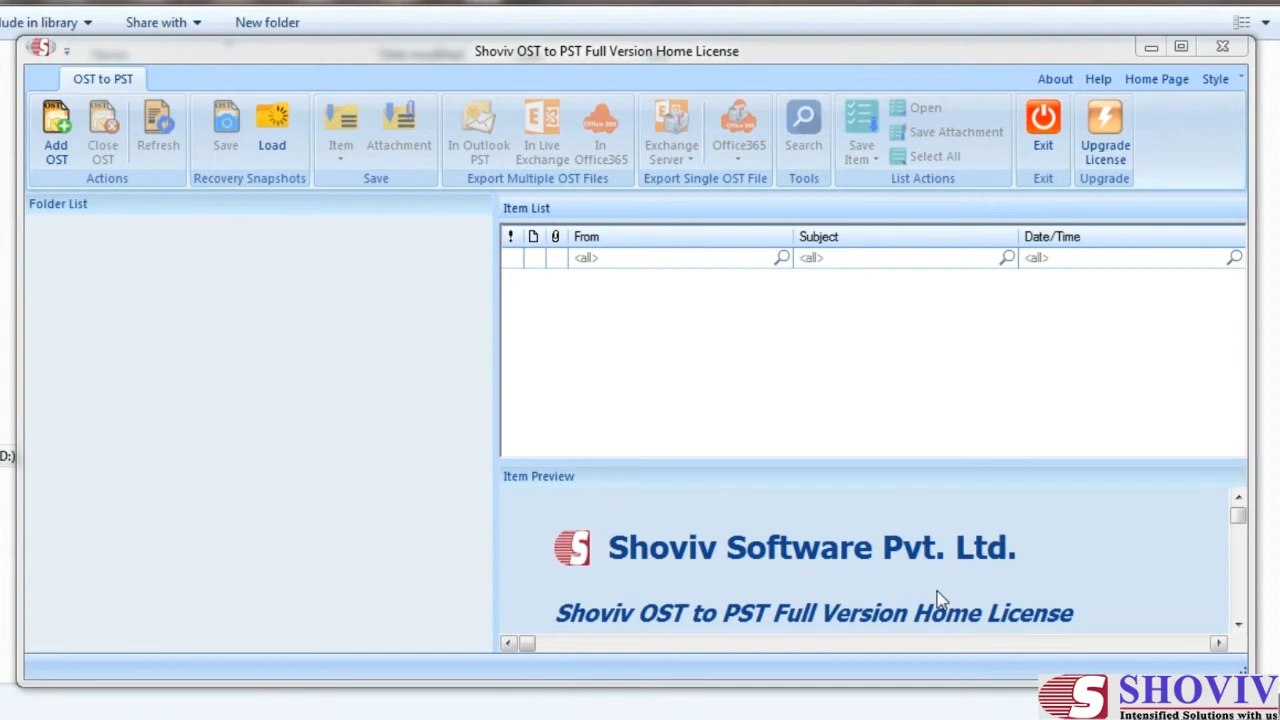 lude in library Share with New folder
Shoviv OST to PST Full Version Home License
OST to PST About Help Home Page Style
Add OST
Close OST
Refresh
Actions
Save
Load
Recovery Snapshots
Item
Attachment
Save
In Outlook PST
In Live Exchange
In Office365
Export Multiple OST Files
Exchange Server
Office365
Export Single OST File
Search
Tools
Save Item
Open
Save Attachment
Select All
List Actions
Exit
Exit
Upgrade License
Upgrade
Folder List
Item List
! From Subject Date/Time
<all> <all> <all>
D:)
Item Preview
Shoviv Software Pvt. Ltd.
Shoviv OST to PST Full Version Home License
SHOVIV
Intensified Solutions with us